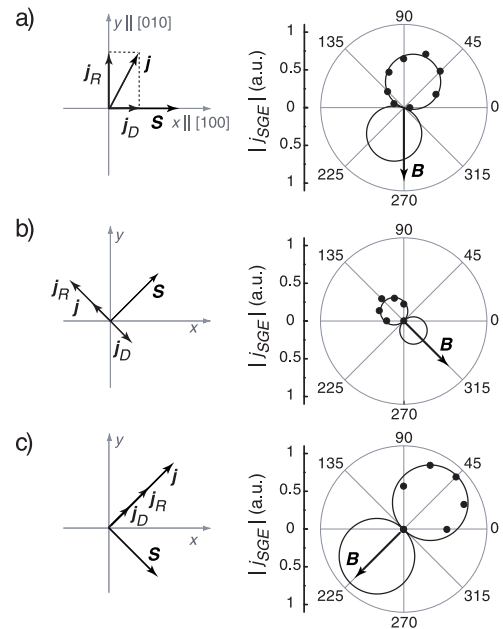 a)
y || [010]
j_R
j
j_D
S
x || [100]
| j_SGE | (a.u.)
1
0.5
0
0.5
1
90
135
45
0
225
315
270
B
b)
y
j_R
j
S
j_D
x
| j_SGE | (a.u.)
1
0.5
0
0.5
1
90
135
45
0
225
315
270
B
c)
y
j
j_R
j_D
x
S
| j_SGE | (a.u.)
1
0.5
0
0.5
1
90
135
45
0
225
315
270
B